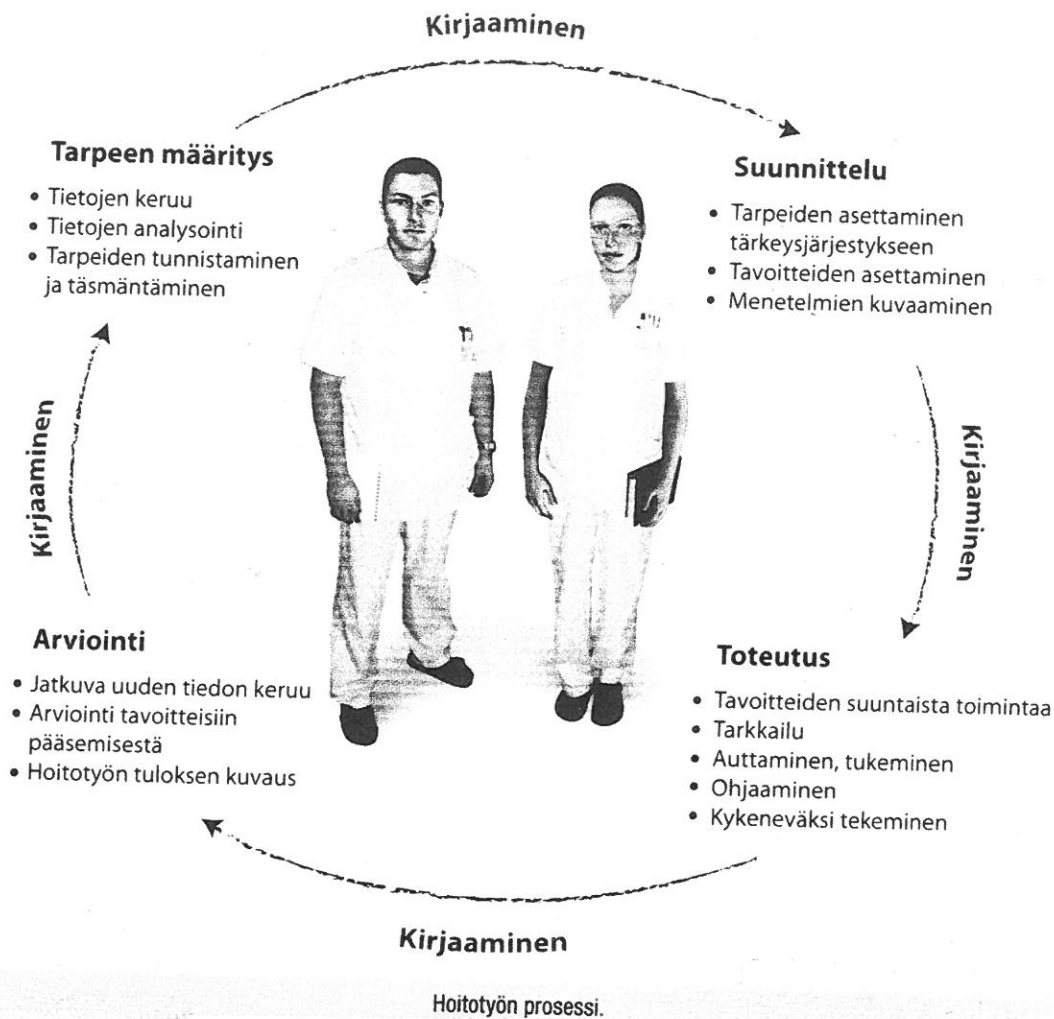 Kirjaaminen
Tarpeen määritys
• Tietojen keruu
• Tietojen analysointi
• Tarpeiden tunnistaminen
ja täsmäntäminen
Suunnittelu
• Tarpeiden asettaminen
tärkeysjärjestykseen
• Tavoitteiden asettaminen
• Menetelmien kuvaaminen
Kirjaaminen
Kirjaaminen
Arviointi
• Jatkuva uuden tiedon keruu
• Arviointi tavoitteisiin
pääsemisestä
• Hoitotyön tuloksen kuvaus
Toteutus
• Tavoitteiden suuntaista toimintaa
• Tarkkailu
• Auttaminen, tukeminen
• Ohjaaminen
• Kykeneväksi tekeminen
Kirjaaminen
Hoitotyön prosessi.